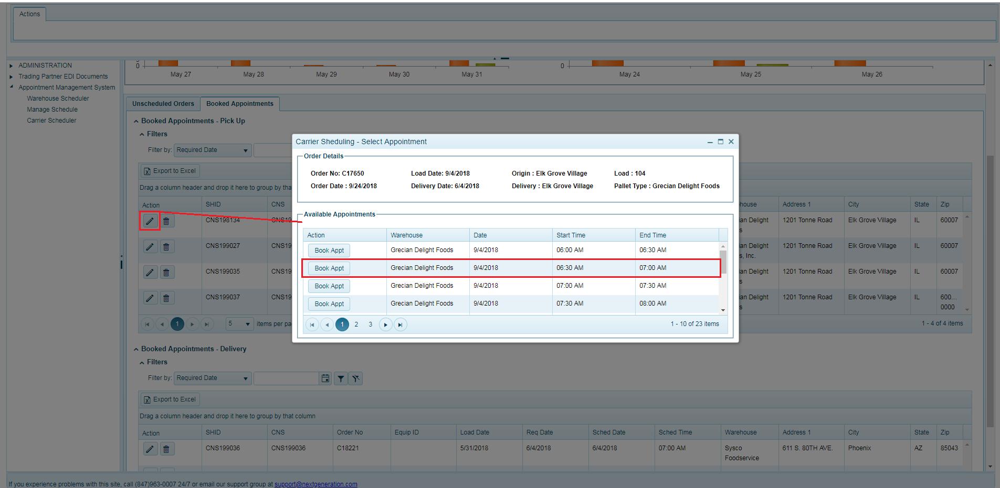 Actions
ADMINISTRATION
Trading Partner EDI Documents
Appointment Management System
Warehouse Scheduler
Manage Schedule
Carrier Scheduler
0
May 27 May 28 May 29 May 30 May 31
0
May 24 May 25 May 26
Unscheduled Orders Booked Appointments
Booked Appointments - Pick Up
Filters
Filter by: Required Date
Export to Excel
Drag a column header and drop it here to group by tha
Action SHID CNS house Address 1 City State Zip
CNS198134 CNS19 ian Delight 1201 Tonne Road Elk Grove Village IL 60007
s
CNS199027 CNS19 ian Delight 1201 Tonne Road Elk Grove Village IL 60007
s, Inc.
CNS199035 CNS19 ian Delight 1201 Tonne Road Elk Grove Village IL 60007
s
CNS199037 CNS19 ian Delight 1201 Tonne Road Elk Grove Village IL 600...
s 0000
1 5 items per pa 1 - 4 of 4 items
Carrier Sheduling - Select Appointment
Order Details
Order No: C17650 Load Date: 9/4/2018 Origin : Elk Grove Village Load : 104
Order Date : 9/24/2018 Delivery Date: 6/4/2018 Delivery : Elk Grove Village Pallet Type : Grecian Delight Foods
Available Appointments
Action Warehouse Date Start Time End Time
Book Appt Grecian Delight Foods 9/4/2018 06:00 AM 06:30 AM
Book Appt Grecian Delight Foods 9/4/2018 06:30 AM 07:00 AM
Book Appt Grecian Delight Foods 9/4/2018 07:00 AM 07:30 AM
Book Appt Grecian Delight Foods 9/4/2018 07:30 AM 08:00 AM
1 2 3 1 - 10 of 23 items
Booked Appointments - Delivery
Filters
Filter by: Required Date
Export to Excel
Drag a column header and drop it here to group by that column
Action SHID CNS Order No Equip ID Load Date Req Date Sched Date Sched Time Warehouse Address 1 City State Zip
CNS199036 CNS199036 C18221 5/31/2018 6/4/2018 6/4/2018 07:00 AM Sysco 611 S. 80TH AVE. Phoenix AZ 85043
Foodservice
If you experience problems with this site, call (847)963-0007 24/7 or email our support group at support@nextgeneration.com